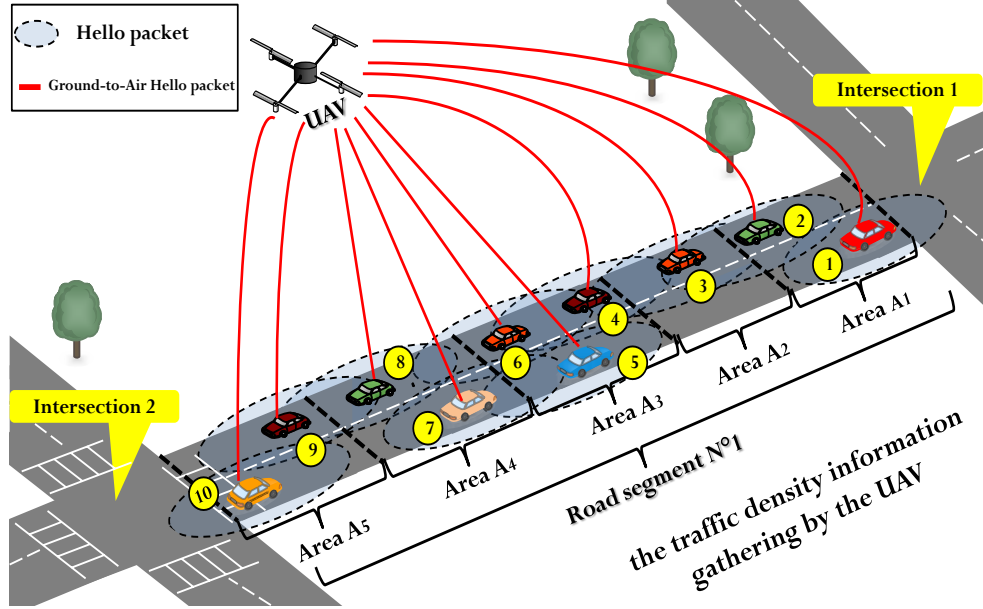 Hello packet
Ground-to-Air Hello packet
UAV
Intersection 1
2
1
3
Area A1
4
Area A2
8
6
5
Area A3
Intersection 2
7
9
Area A4
10
Area A5
Road segment N°1
the traffic density information
gathering by the UAV